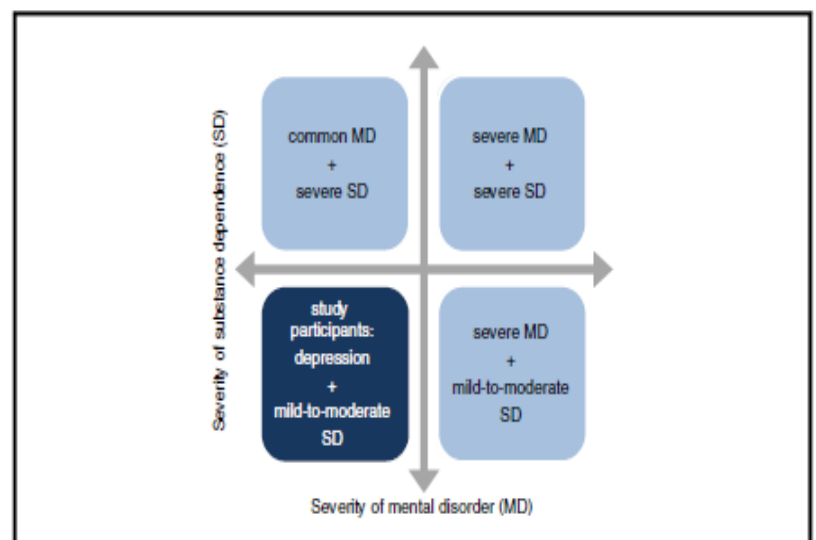 Severity of substance dependence (SD)
common MD
+
severe SD
severe MD
+
severe SD
study
participants:
depression
+
mild-to-moderate
SD
severe MD
+
mild-to-moderate
SD
Severity of mental disorder (MD)